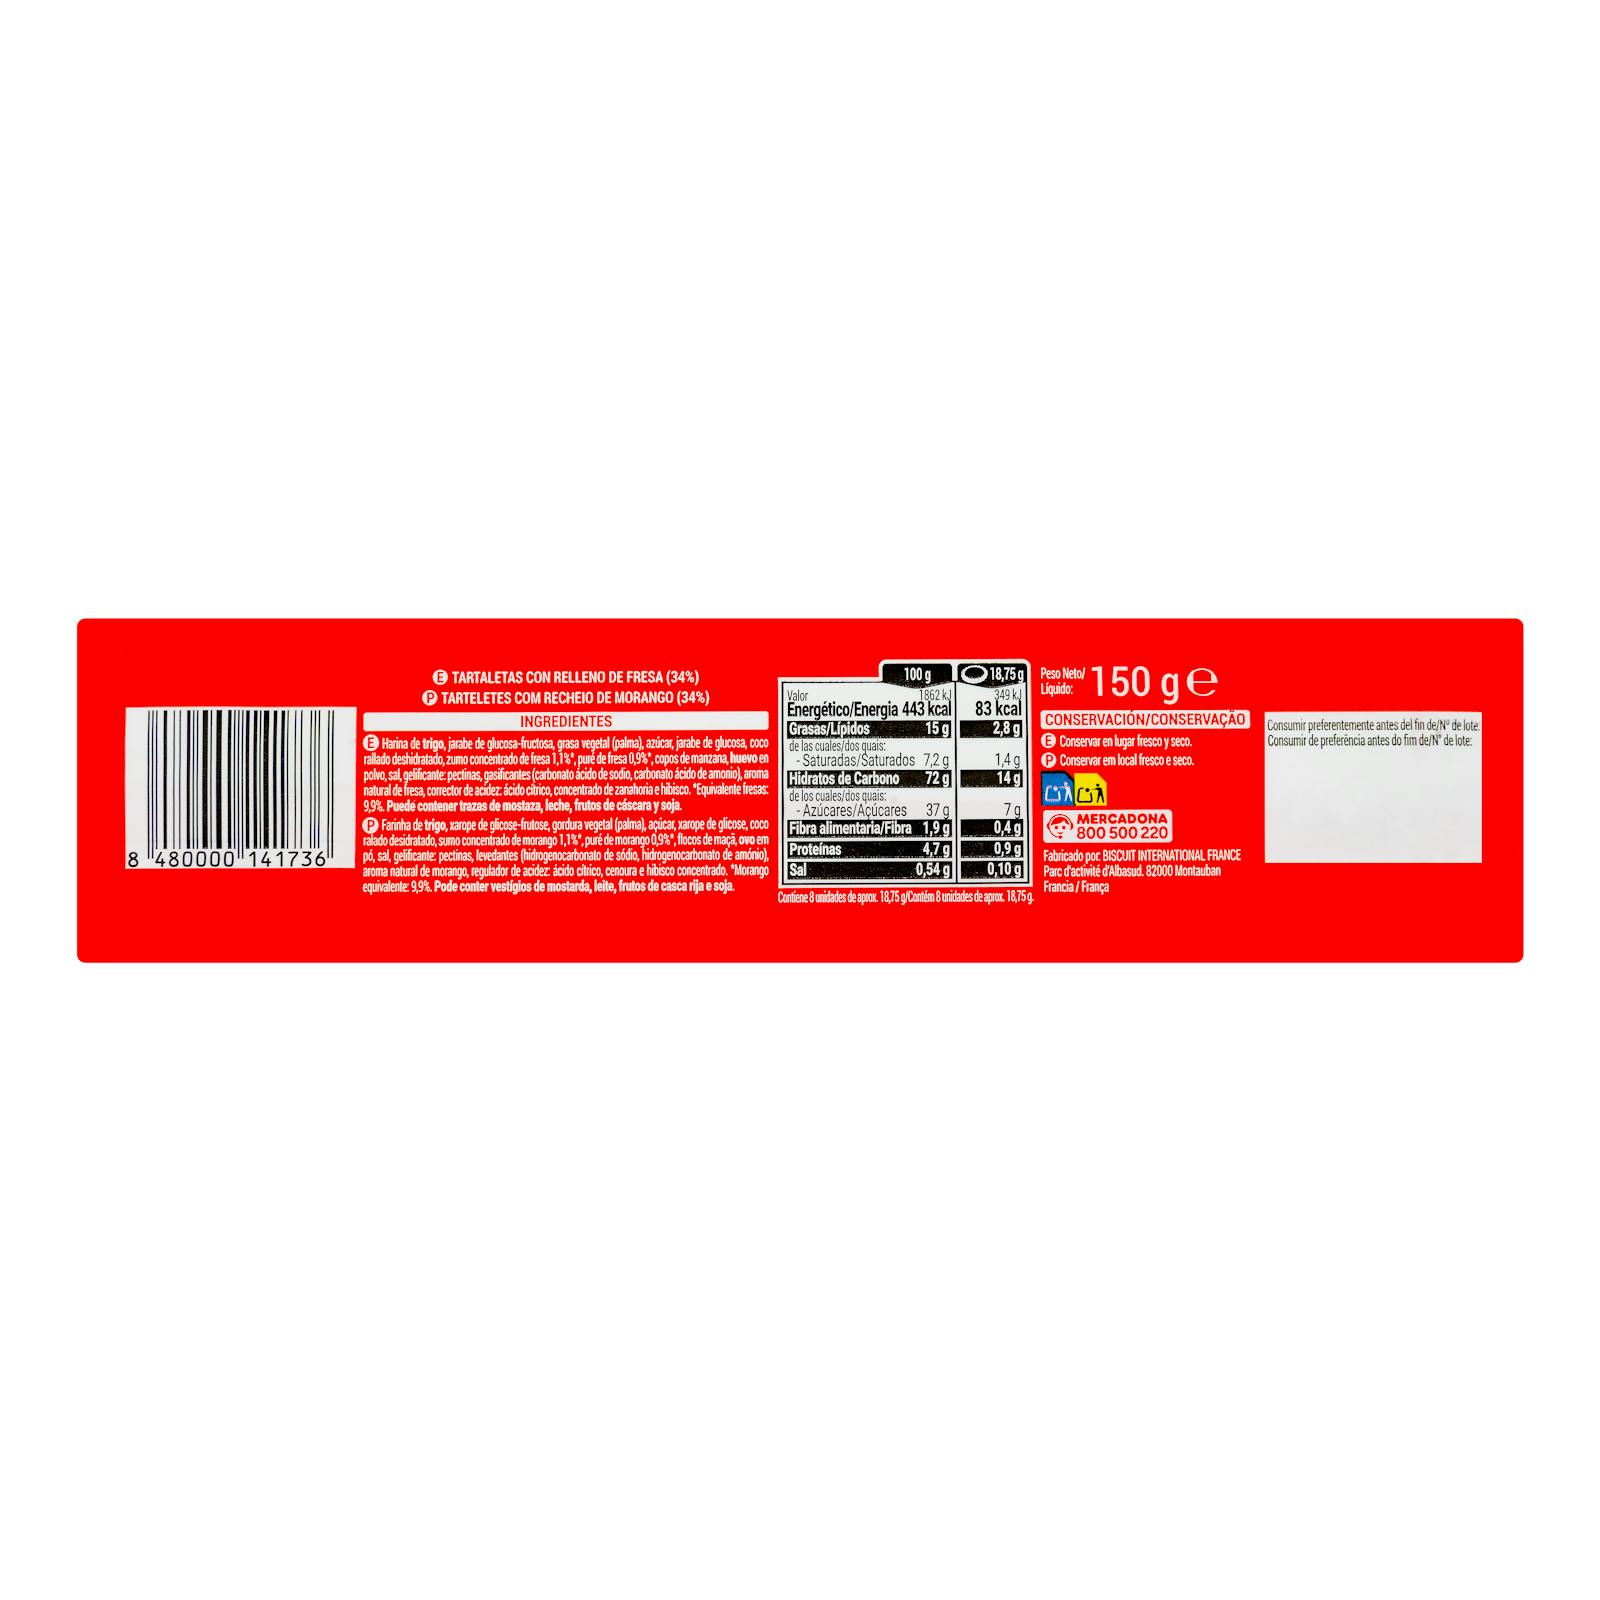 8 480000 141736
E TARTALETAS CON RELLENO DE FRESA (34%)
P TARTELETES COM RECHEIO DE MORANGO (34%)
INGREDIENTES
E Harina de trigo, jarabe de glucosa-fructosa, grasa vegetal (palma), azúcar, jarabe de glucosa, coco
rallado deshidratado, zumo concentrado de fresa 1,1%*, puré de fresa 0,9%*, copos de manzana, huevo en
polvo, sal, gelificante: pectinas, gasificantes (carbonato ácido de sodio, carbonato ácido de amonio), aroma
natural de fresa, corrector de acidez: ácido cítrico, concentrado de zanahoria e hibisco. *Equivalente fresas:
9,9%. Puede contener trazas de mostaza, leche, frutos de cáscara y soja.
P Farinha de trigo, xarope de glicose-frutose, gordura vegetal (palma), açúcar, xarope de glicose, coco
ralado desidratado, sumo concentrado de morango 1,1%*, puré de morango 0,9%*, flocos de maçã, ovo em
pó, sal, gelificante: pectinas, levedantes (hidrogenocarbonato de sódio, hidrogenocarbonato de amónio),
aroma natural de morango, regulador de acidez: ácido cítrico, cenoura e hibisco concentrado. *Morango
equivalente: 9,9%. Pode conter vestígios de mostarda, leite, frutos de casca rija e soja.
100 g 18,75 g
Valor 1862 kJ 349 kJ
Energético/Energia 443 kcal 83 kcal
Grasas/Lípidos 15 g 2,8 g
de las cuales/dos quais:
- Saturadas/Saturados 7,2 g 1,4 g
Hidratos de Carbono 72 g 14 g
de los cuales/dos quais:
- Azúcares/Açúcares 37 g 7 g
Fibra alimentaria/Fibra 1,9 g 0,4 g
Proteínas 4,7 g 0,9 g
Sal 0,54 g 0,10 g
Contiene 8 unidades de aprox. 18,75 g/Contém 8 unidades de aprox. 18,75 g.
Peso Neto/
Líquido: 150 g e
CONSERVACIÓN/CONSERVAÇÃO
E Conservar en lugar fresco y seco.
P Conservar em local fresco e seco.
MERCADONA
800 500 220
Fabricado por: BISCUIT INTERNATIONAL FRANCE
Parc d'activité d'Albasud. 82000 Montauban
Francia / França
Consumir preferentemente antes del fin de/Nº de lote:
Consumir de preferência antes do fim de/N° de lote: